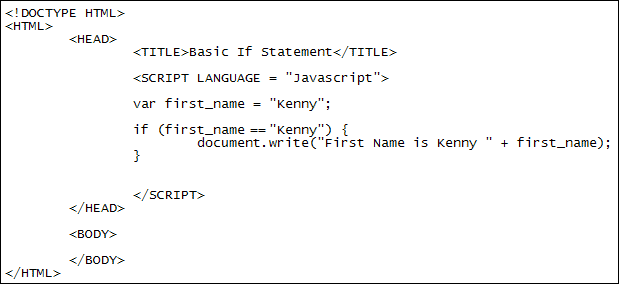 <!DOCTYPE HTML>
<HTML>
<HEAD>
<TITLE>Basic If Statement</TITLE>
<SCRIPT LANGUAGE = "Javascript">
var first_name = "Kenny";
if (first_name == "Kenny") {
document.write("First Name is Kenny " + first_name);
}
</SCRIPT>
</HEAD>
<BODY>
</BODY>
</HTML>